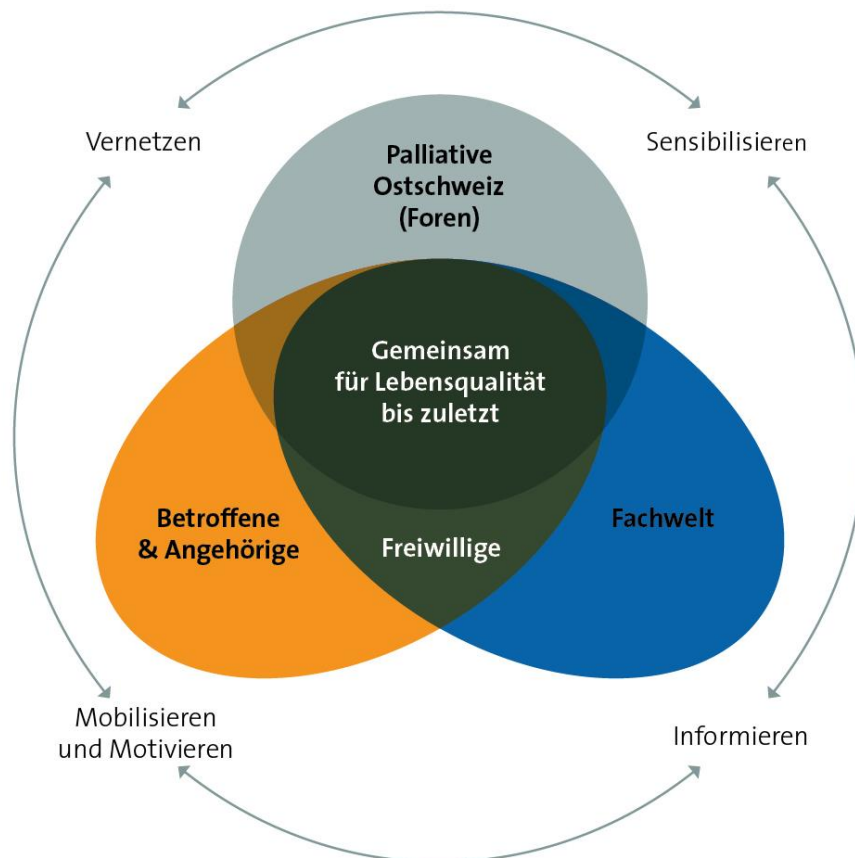 Vernetzen
Sensibilisieren
Palliative
Ostschweiz
(Foren)
Gemeinsam
für Lebensqualität
bis zuletzt
Betroffene
& Angehörige
Freiwillige
Fachwelt
Mobilisieren
und Motivieren
Informieren